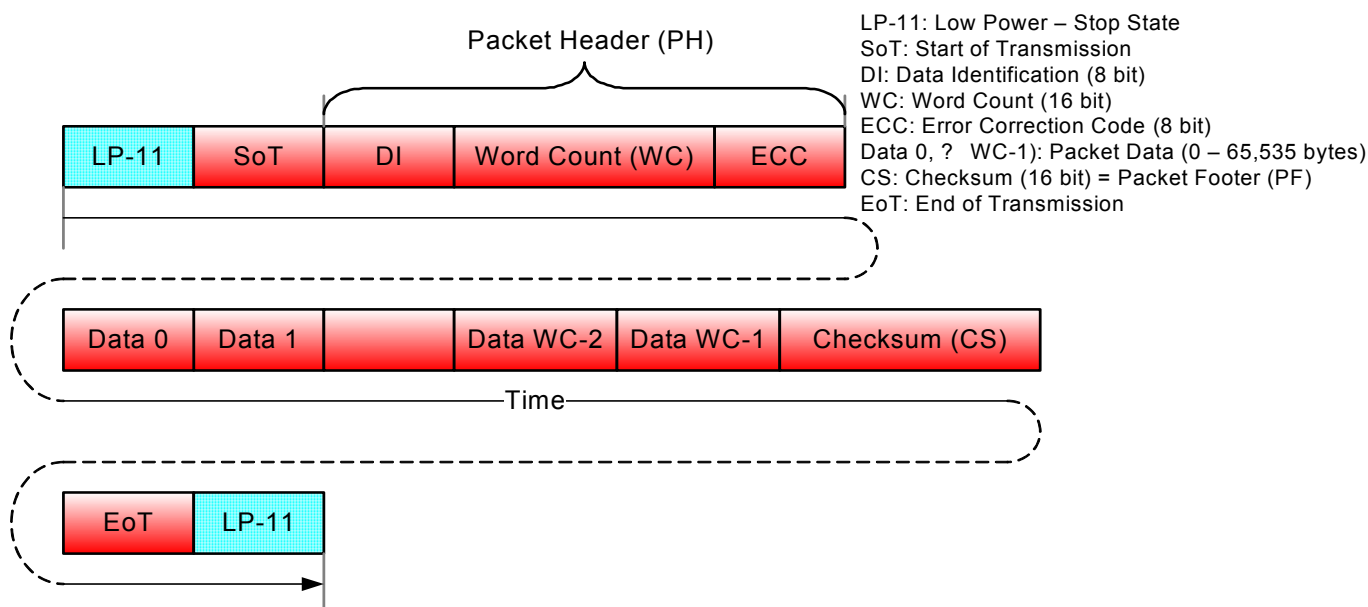 Packet Header (PH)
LP-11: Low Power – Stop State
SoT: Start of Transmission
DI: Data Identification (8 bit)
WC: Word Count (16 bit)
ECC: Error Correction Code (8 bit)
Data 0, ? WC-1): Packet Data (0 – 65,535 bytes)
CS: Checksum (16 bit) = Packet Footer (PF)
EoT: End of Transmission
LP-11 SoT DI Word Count (WC) ECC
Data 0 Data 1 Data WC-2 Data WC-1 Checksum (CS)
Time
EoT LP-11